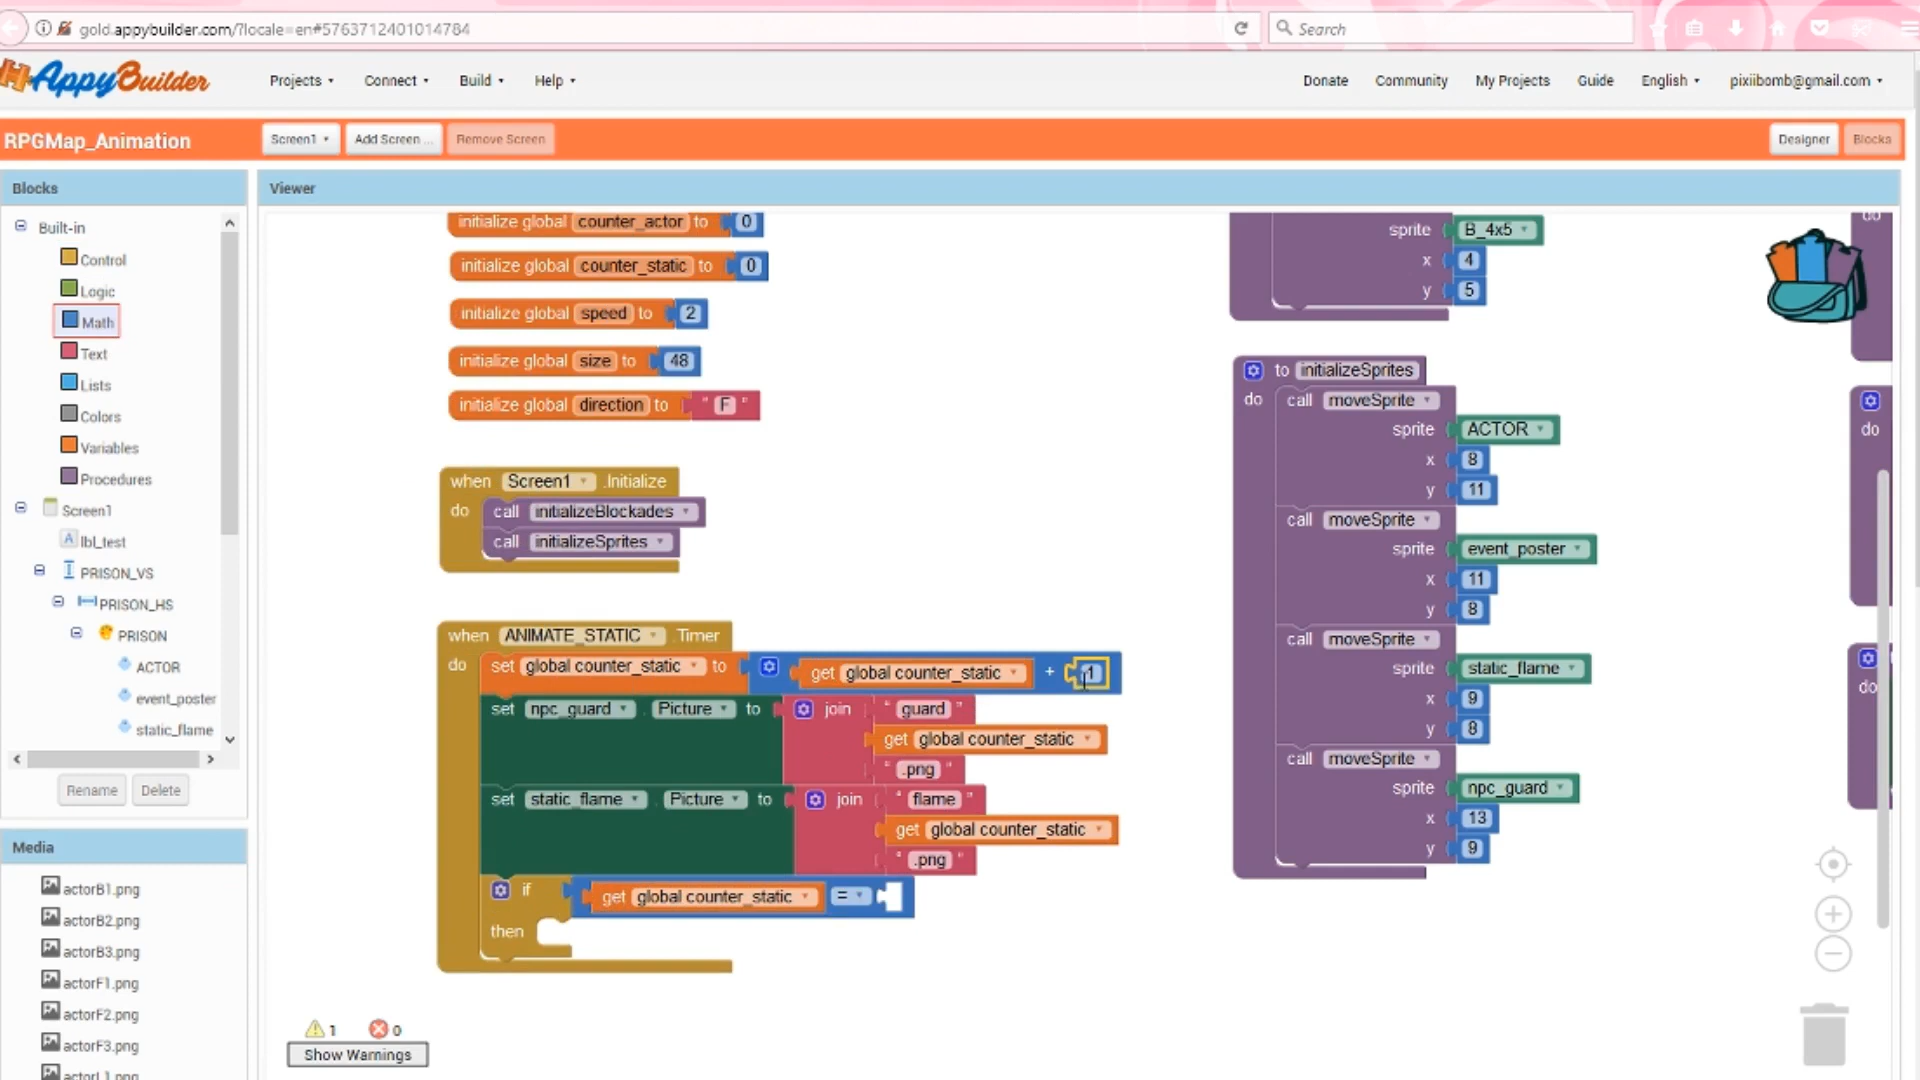 gold.appybuilder.com/?locale=en#5763712401014784
Search
AppyBuilder
Projects
Connect
Build
Help
Donate
Community
My Projects
Guide
English
pixiibomb@gmail.com
RPGMap_Animation
Screen1
Add Screen ...
Remove Screen
Designer
Blocks
Blocks
Viewer
Built-in
Control
Logic
Math
Text
Lists
Colors
Variables
Procedures
Screen1
lbl_test
PRISON_VS
PRISON_HS
PRISON
ACTOR
event_poster
static_flame
Rename
Delete
Media
actorB1.png
actorB2.png
actorB3.png
actorF1.png
actorF2.png
actorF3.png
actorL1.png
initialize global counter_actor to 0
initialize global counter_static to 0
initialize global speed to 2
initialize global size to 48
initialize global direction to " F "
when Screen1 .Initialize
do call initializeBlockades
call initializeSprites
when ANIMATE_STATIC .Timer
do set global counter_static to get global counter_static + 1
set npc_guard . Picture to join " guard "
get global counter_static
" .png "
set static_flame . Picture to join " flame "
get global counter_static
" .png "
if get global counter_static =
then
1 0
Show Warnings
sprite B_4x5
x 4
y 5
to initializeSprites
do call moveSprite
sprite ACTOR
x 8
y 11
call moveSprite
sprite event_poster
x 11
y 8
call moveSprite
sprite static_flame
x 9
y 8
call moveSprite
sprite npc_guard
x 13
y 9
do
do
do